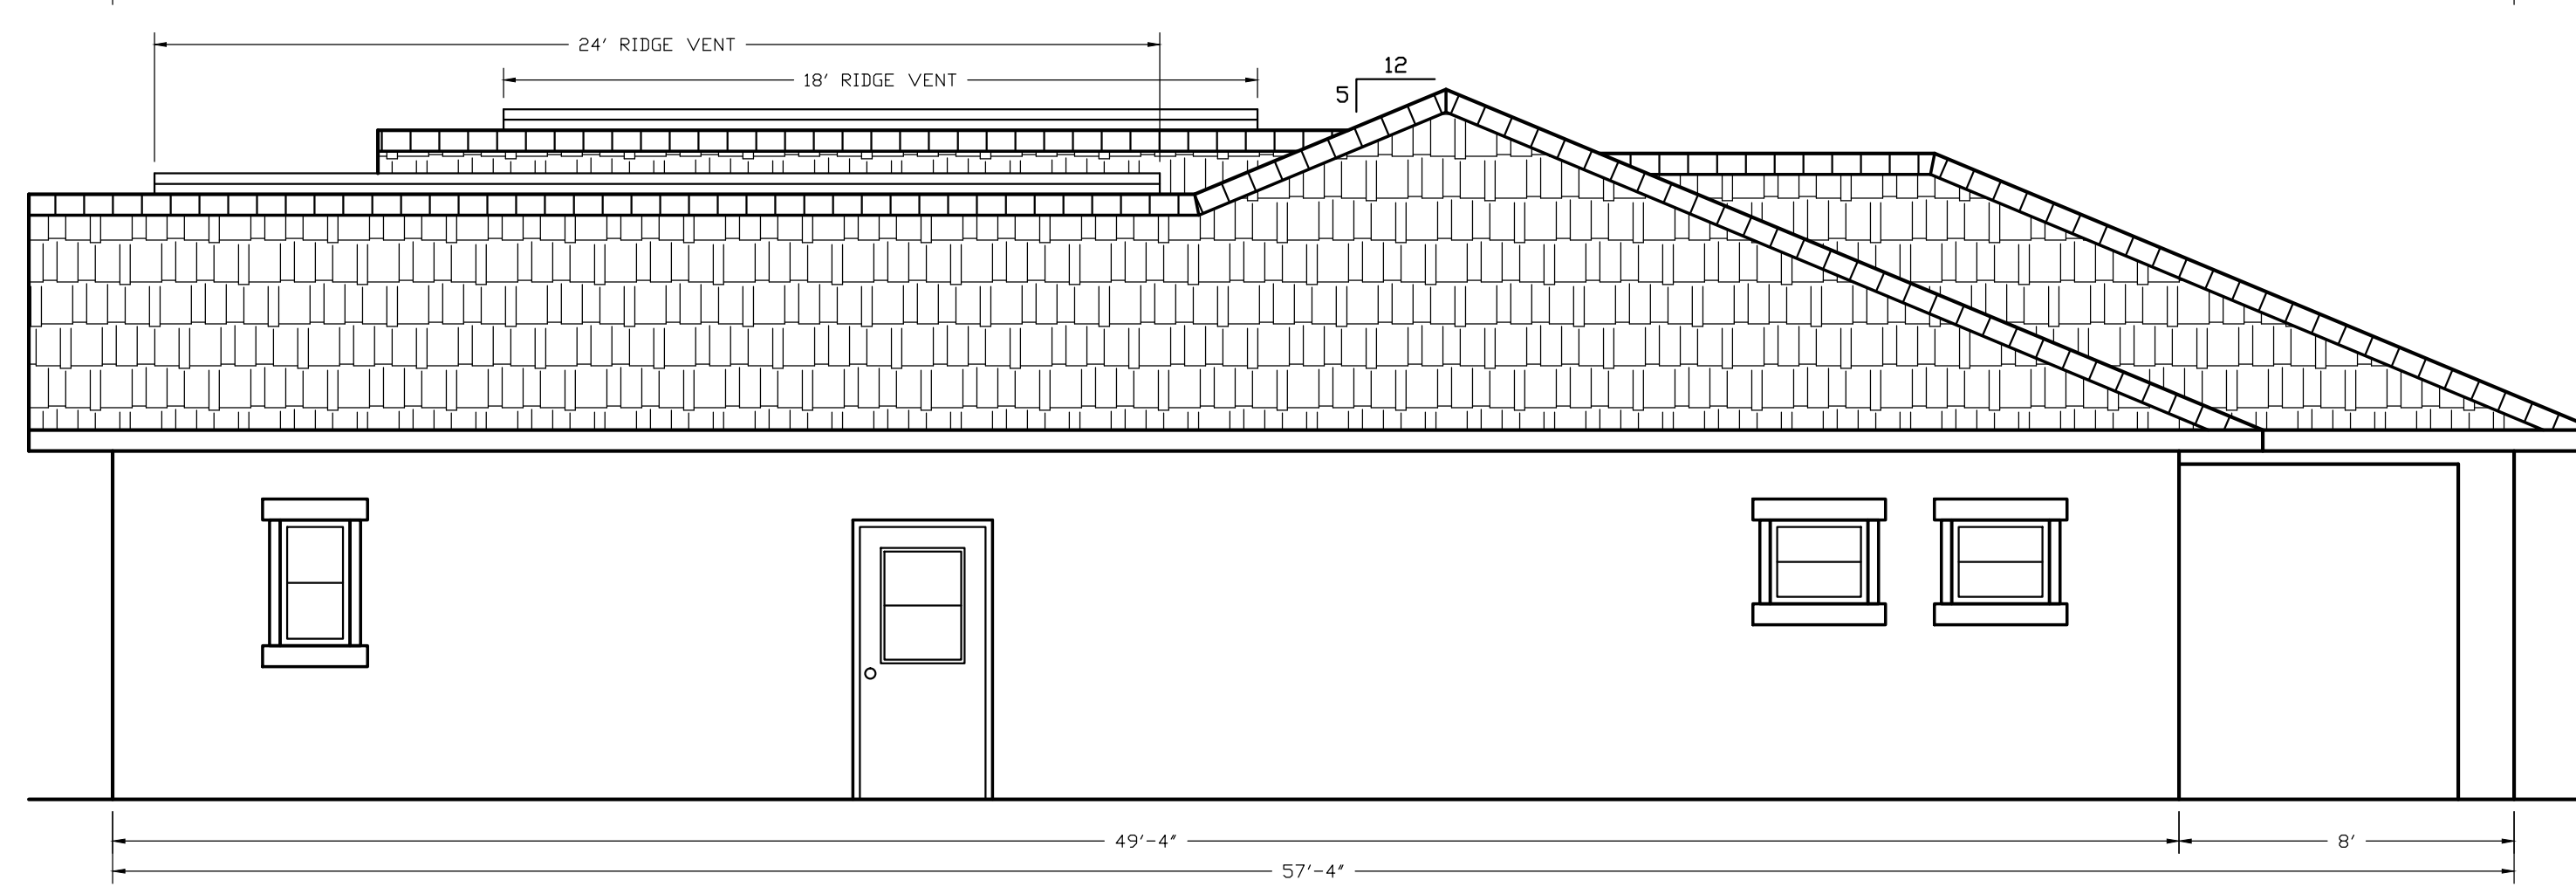 24' RIDGE VENT
18' RIDGE VENT
12
5
49'-4"
8'
57'-4"